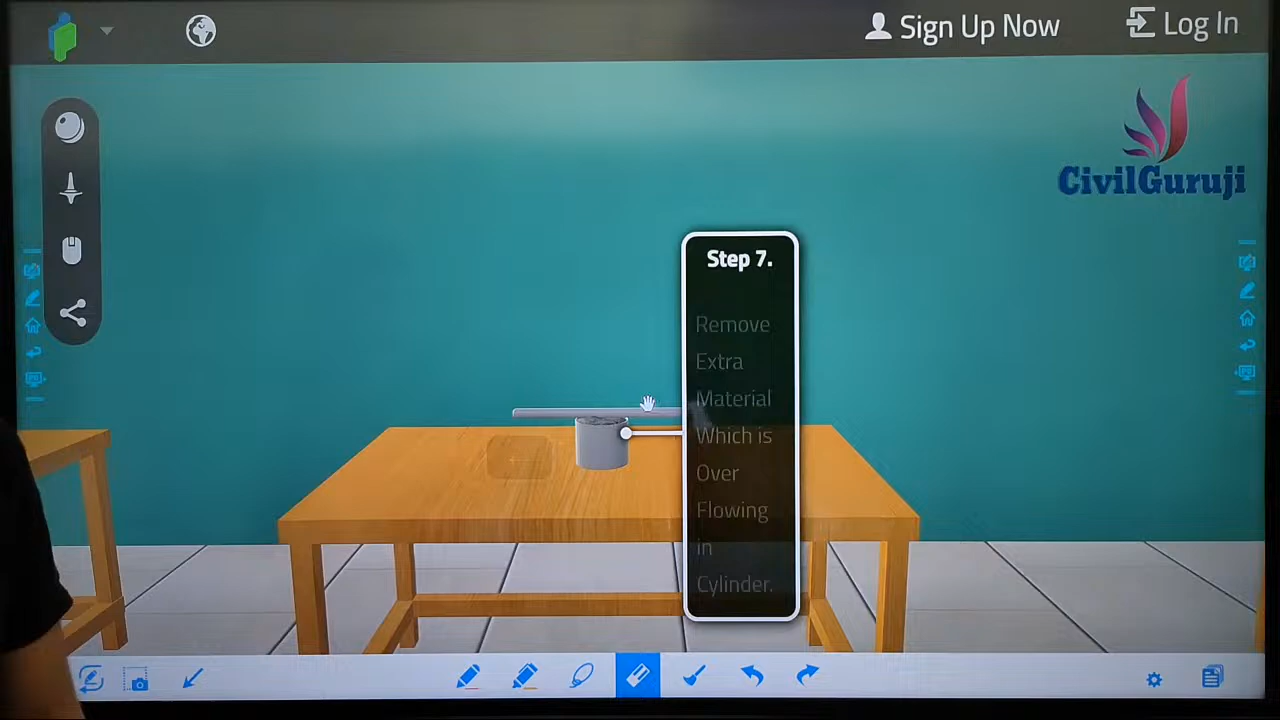 Sign Up Now
Log In
CivilGuruji
Step 7.
Remove
Extra
Material
Which is
Over
Flowing
in
Cylinder.